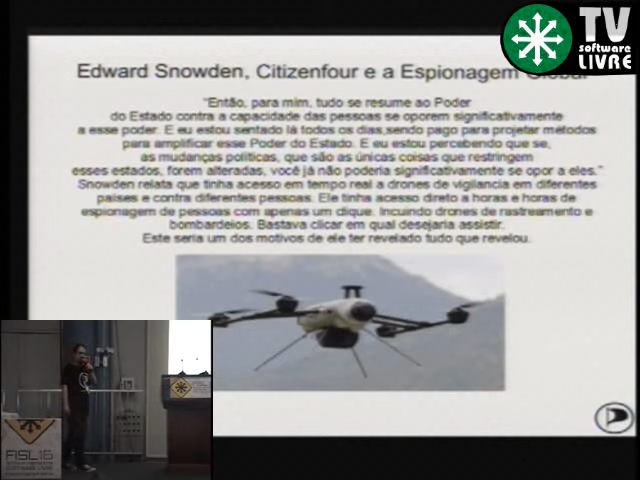 TV
software
LIVRE
Edward Snowden, Citizenfour e a Espionagem Global
"Então, para mim, tudo se resume ao Poder
do Estado contra a capacidade das pessoas se oporem significativamente
a esse poder. E eu estou sentado lá todos os dias,sendo pago para projetar métodos
para amplificar esse Poder do Estado. E eu estou percebendo que se,
as mudanças políticas, que são as únicas coisas que restringem
esses estados, forem alteradas, você já não poderia significativamente se opor a eles."
Snowden relata que tinha acesso em tempo real a drones de vigilancia em diferentes
países e contra diferentes pessoas. Ele tinha acesso direto a horas e horas de
espionagem de pessoas com apenas um clique. Incuindo drones de rastreamento e
bombardeios. Bastava clicar em qual desejaria assistir.
Este seria um dos motivos de ele ter revelado tudo que revelou.
FISL16
SOFTWARE LIVRE